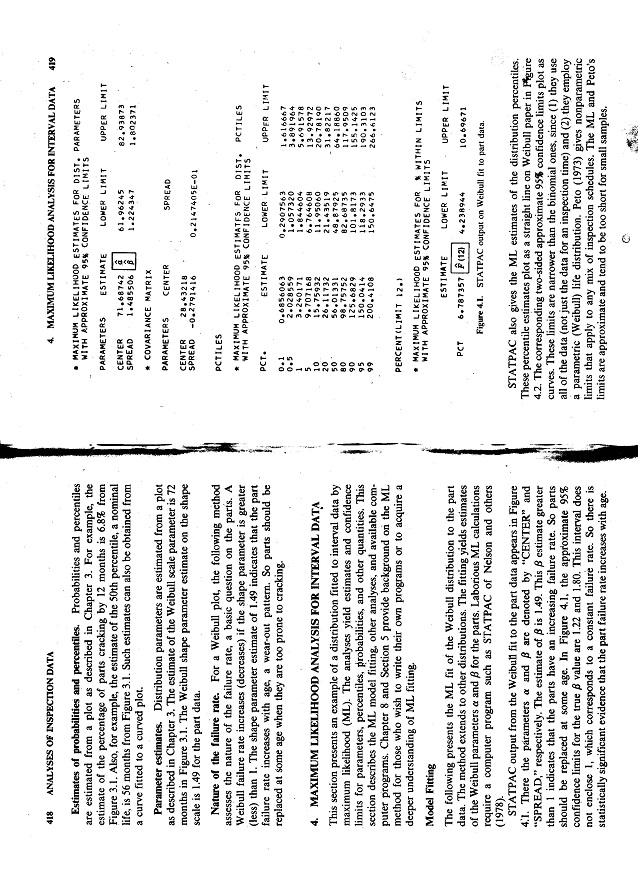 418 ANALYSES OF INSPECTION DATA
Estimates of probabilities and percentiles. Probabilities and percentiles
are estimated from a plot as described in Chapter 3. For example, the
estimate of the percentage of parts cracking by 12 months is 6.8% from
Figure 3.1. Also, for example, the estimate of the 50th percentile, a nominal
life, is 56 months from Figure 3.1. Such estimates can also be obtained from
a curve fitted to a curved plot.
Parameter estimates. Distribution parameters are estimated from a plot
as described in Chapter 3. The estimate of the Weibull scale parameter is 72
months in Figure 3.1. The Weibull shape parameter estimate on the shape
scale is 1.49 for the part data.
Nature of the failure rate. For a Weibull plot, the following method
assesses the nature of the failure rate, a basic question on the parts. A
Weibull failure rate increases (decreases) if the shape parameter is greater
(less) than 1. The shape parameter estimate of 1.49 indicates that the part
failure rate increases with age, a wear-out pattern. So parts should be
replaced at some age when they are too prone to cracking.
4. MAXIMUM LIKELIHOOD ANALYSIS FOR INTERVAL DATA
This section presents an example of a distribution fitted to interval data by
maximum likelihood (ML). The analyses yield estimates and confidence
limits for parameters, percentiles, probabilities, and other quantities. This
section describes the ML model fitting, other analyses, and available com-
puter programs. Chapter 8 and Section 5 provide background on the ML
method for those who wish to write their own programs or to acquire a
deeper understanding of ML fitting.
Model Fitting
The following presents the ML fit of the Weibull distribution to the part
data. The method extends to other distributions. The fitting yields estimates
of the Weibull parameters α and β for the parts. Laborious ML calculations
require a computer program such as STATPAC of Nelson and others
(1978).
STATPAC output from the Weibull fit to the part data appears in Figure
4.1. There the parameters α and β are denoted by "CENTER" and
"SPREAD," respectively. The estimate of β is 1.49. This β estimate greater
than 1 indicates that the parts have an increasing failure rate. So parts
should be replaced at some age. In Figure 4.1, the approximate 95%
confidence limits for the true β value are 1.22 and 1.80. This interval does
not enclose 1, which corresponds to a constant failure rate. So there is
statistically significant evidence that the part failure rate increases with age.
4. MAXIMUM LIKELIHOOD ANALYSIS FOR INTERVAL DATA 419
* MAXIMUM LIKELIHOOD ESTIMATES FOR DIST. PARAMETERS
WITH APPROXIMATE 95% CONFIDENCE LIMITS
PARAMETERS ESTIMATE LOWER LIMIT UPPER LIMIT
CENTER 71.68742 α̂ 61.96245 82.93873
SPREAD 1.485506 β̂ 1.224347 1.802371
* COVARIANCE MATRIX
PARAMETERS CENTER SPREAD
CENTER 28.43218
SPREAD -0.2791416 0.2147405E-01
PCTILES
* MAXIMUM LIKELIHOOD ESTIMATES FOR DIST. PCTILES
WITH APPROXIMATE 95% CONFIDENCE LIMITS
PCT. ESTIMATE LOWER LIMIT UPPER LIMIT
0.1 0.6856063 0.2907563 1.616667
0.5 2.028559 1.057320 3.891964
1 3.240171 1.844604 5.691578
5 9.707168 6.764608 13.92972
10 15.75932 11.95069 20.78190
20 26.11732 21.43919 31.82217
50 56.01331 48.87925 64.18860
80 98.75752 82.68735 117.9509
90 125.6829 101.8173 155.1425
95 150.0414 118.2933 190.3103
99 200.4108 150.6475 266.6123
PERCENT(LIMIT 12.)
* MAXIMUM LIKELIHOOD ESTIMATES FOR % WITHIN LIMITS
WITH APPROXIMATE 95% CONFIDENCE LIMITS
ESTIMATE LOWER LIMIT UPPER LIMIT
PCT 6.787357 F̂(12) 4.238944 10.69671
Figure 4.1. STATPAC output on Weibull fit to part data.
STATPAC also gives the ML estimates of the distribution percentiles.
These percentile estimates plot as a straight line on Weibull paper in Figure
4.2. The corresponding two-sided approximate 95% confidence limits plot as
curves. These limits are narrower than the binomial ones, since (1) they use
all of the data (not just the data for an inspection time) and (2) they employ
a parametric (Weibull) life distribution. Peto (1973) gives nonparametric
limits that apply to any mix of inspection schedules. The ML and Peto's
limits are approximate and tend to be too short for small samples.